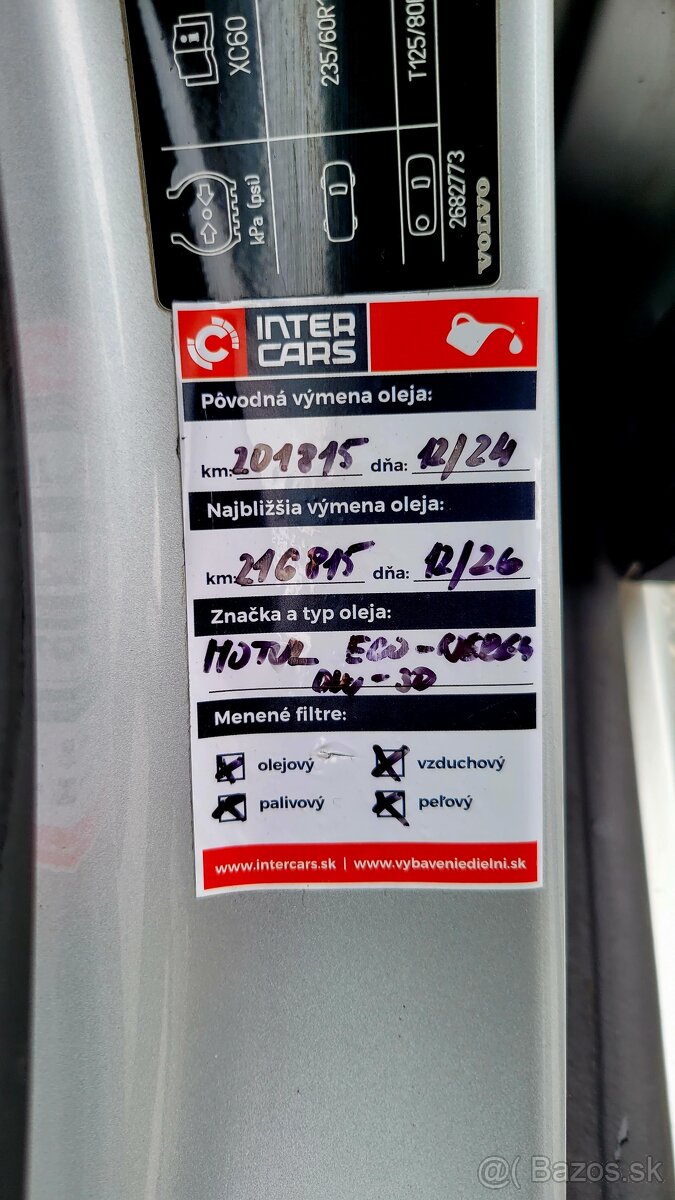 XC60
235/60R
T125/80
kPa (psi)
2682773
VOLVO
INTER
CARS
Pôvodná výmena oleja:
km: 201815 dňa: 12/24
Najbližšia výmena oleja:
km: 216815 dňa: 12/26
Značka a typ oleja:
MOTUL ECO-
Menené filtre:
olejový vzduchový
palivový peľový
www.intercars.sk | www.vybaveniedielni.sk
@( Bazos.sk